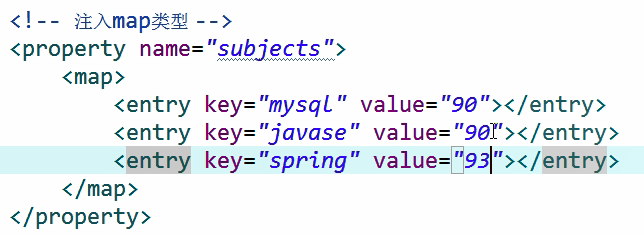 <!-- 注入map类型 -->
<property name="subjects">
<map>
<entry key="mysql" value="90"></entry>
<entry key="javase" value="90"></entry>
<entry key="spring" value="93"></entry>
</map>
</property>